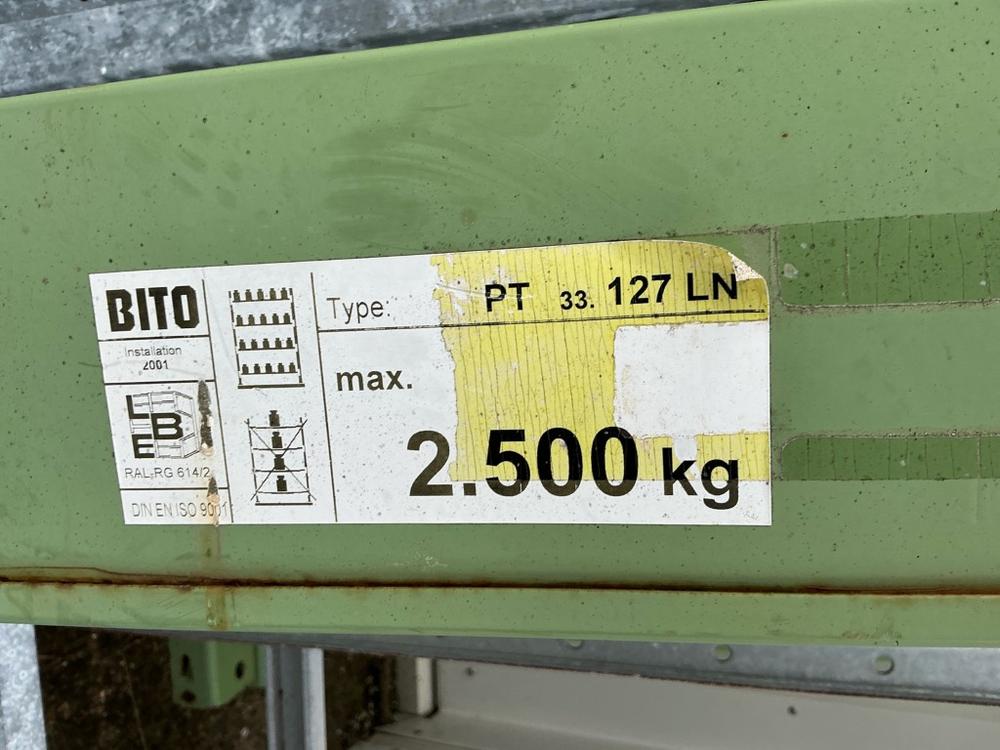 BITO
Installation
2001
LBE
RAL-RG 614/2
DIN EN ISO 9001
Type: PT 33. 127 LN
max.
2.500 kg